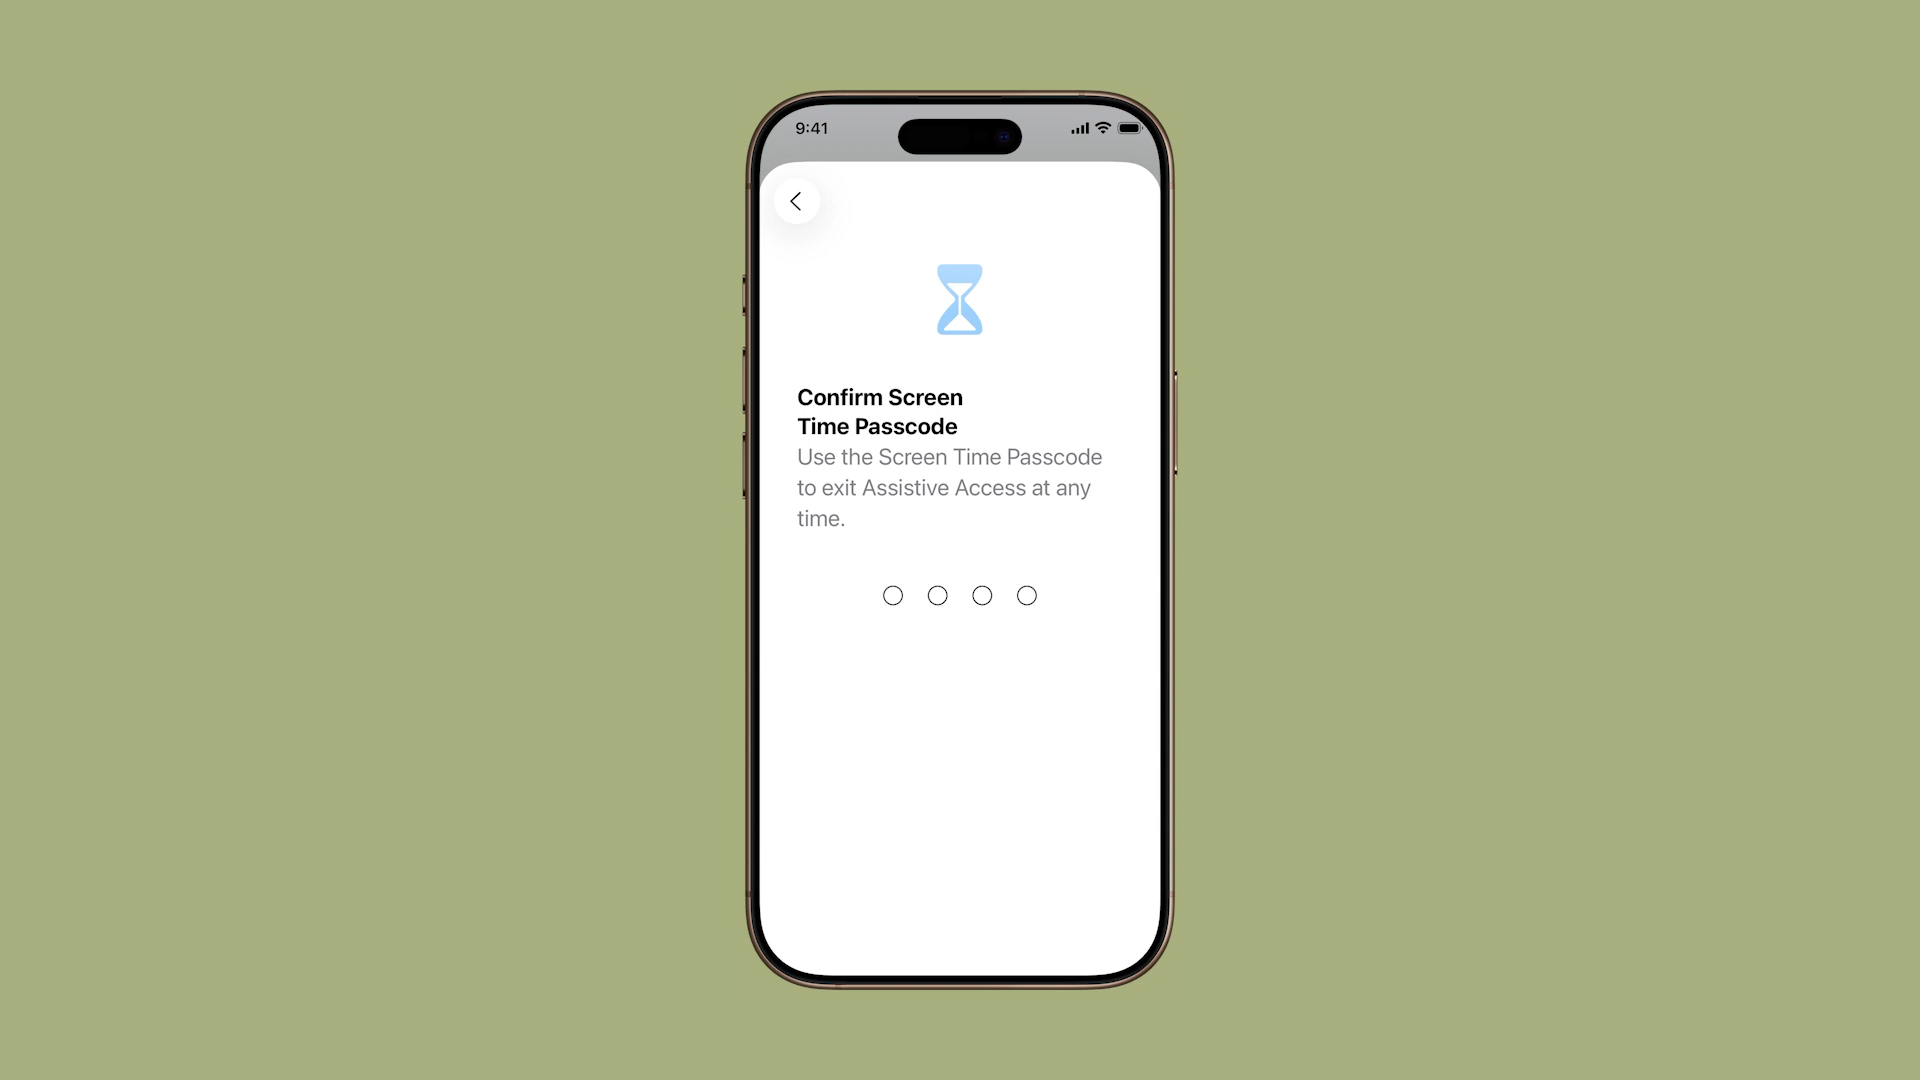 9:41
Confirm Screen
Time Passcode
Use the Screen Time Passcode
to exit Assistive Access at any
time.